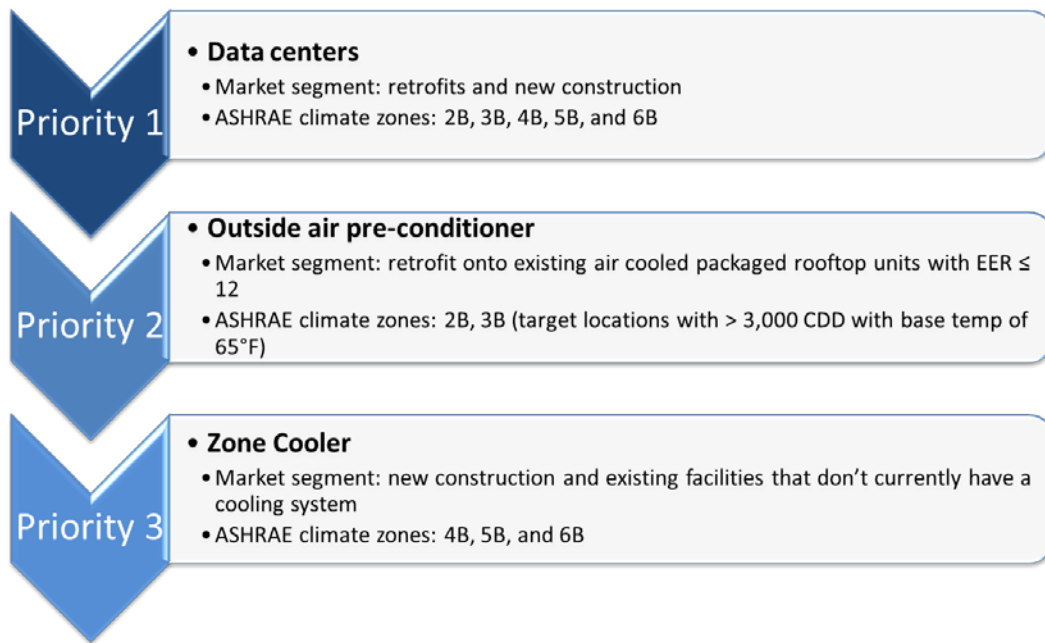 Priority 1
• Data centers
• Market segment: retrofits and new construction
• ASHRAE climate zones: 2B, 3B, 4B, 5B, and 6B
Priority 2
• Outside air pre-conditioner
• Market segment: retrofit onto existing air cooled packaged rooftop units with EER ≤
12
• ASHRAE climate zones: 2B, 3B (target locations with > 3,000 CDD with base temp of
65°F)
Priority 3
• Zone Cooler
• Market segment: new construction and existing facilities that don’t currently have a
cooling system
• ASHRAE climate zones: 4B, 5B, and 6B